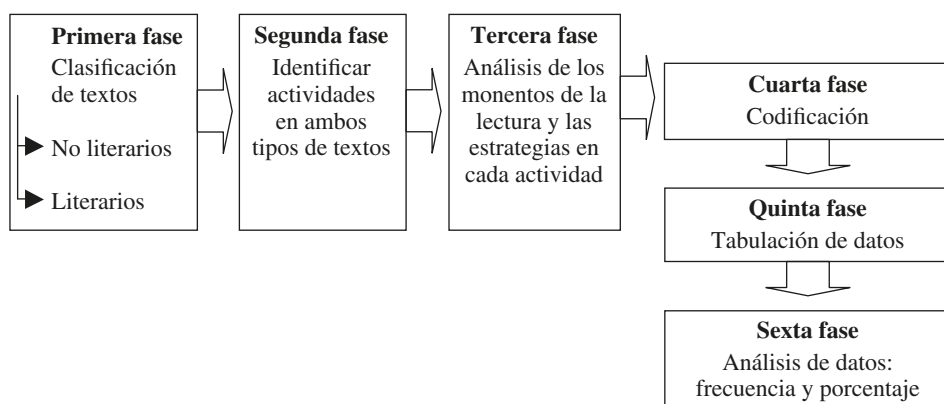 Primera fase
Clasificación
de textos
No literarios
Literarios
Segunda fase
Identificar
actividades
en ambos
tipos de textos
Tercera fase
Análisis de los
monentos de la
lectura y las
estrategias en
cada actividad
Cuarta fase
Codificación
Quinta fase
Tabulación de datos
Sexta fase
Análisis de datos:
frecuencia y porcentaje